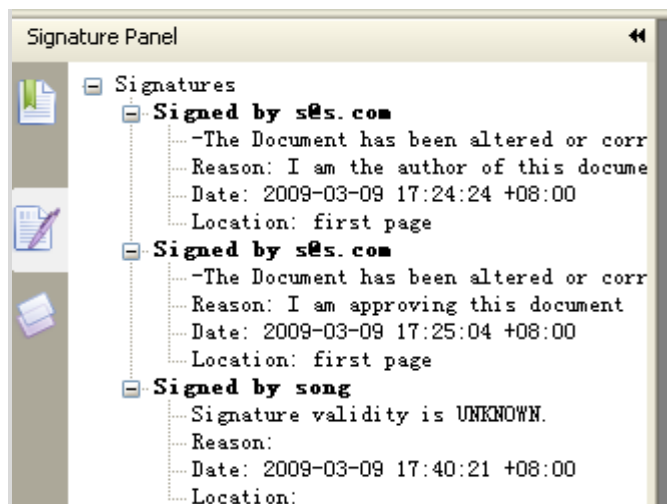 Signature Panel
Signatures
Signed by s@s.com
-The Document has been altered or corr
Reason: I am the author of this docume
Date: 2009-03-09 17:24:24 +08:00
Location: first page
Signed by s@s.com
-The Document has been altered or corr
Reason: I am approving this document
Date: 2009-03-09 17:25:04 +08:00
Location: first page
Signed by song
Signature validity is UNKNOWN.
Reason:
Date: 2009-03-09 17:40:21 +08:00
Location: